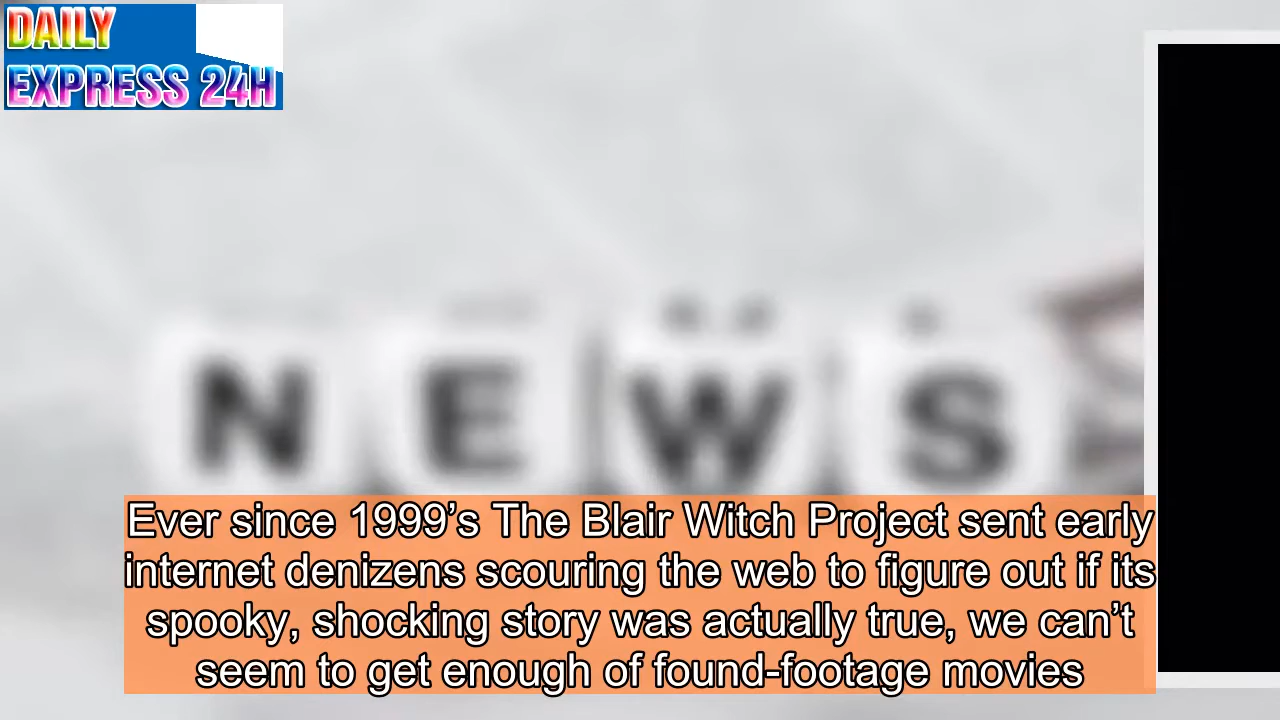 DAILY
EXPRESS 24H
NEWS
Ever since 1999’s The Blair Witch Project sent early
internet denizens scouring the web to figure out if its
spooky, shocking story was actually true, we can’t
seem to get enough of found-footage movies